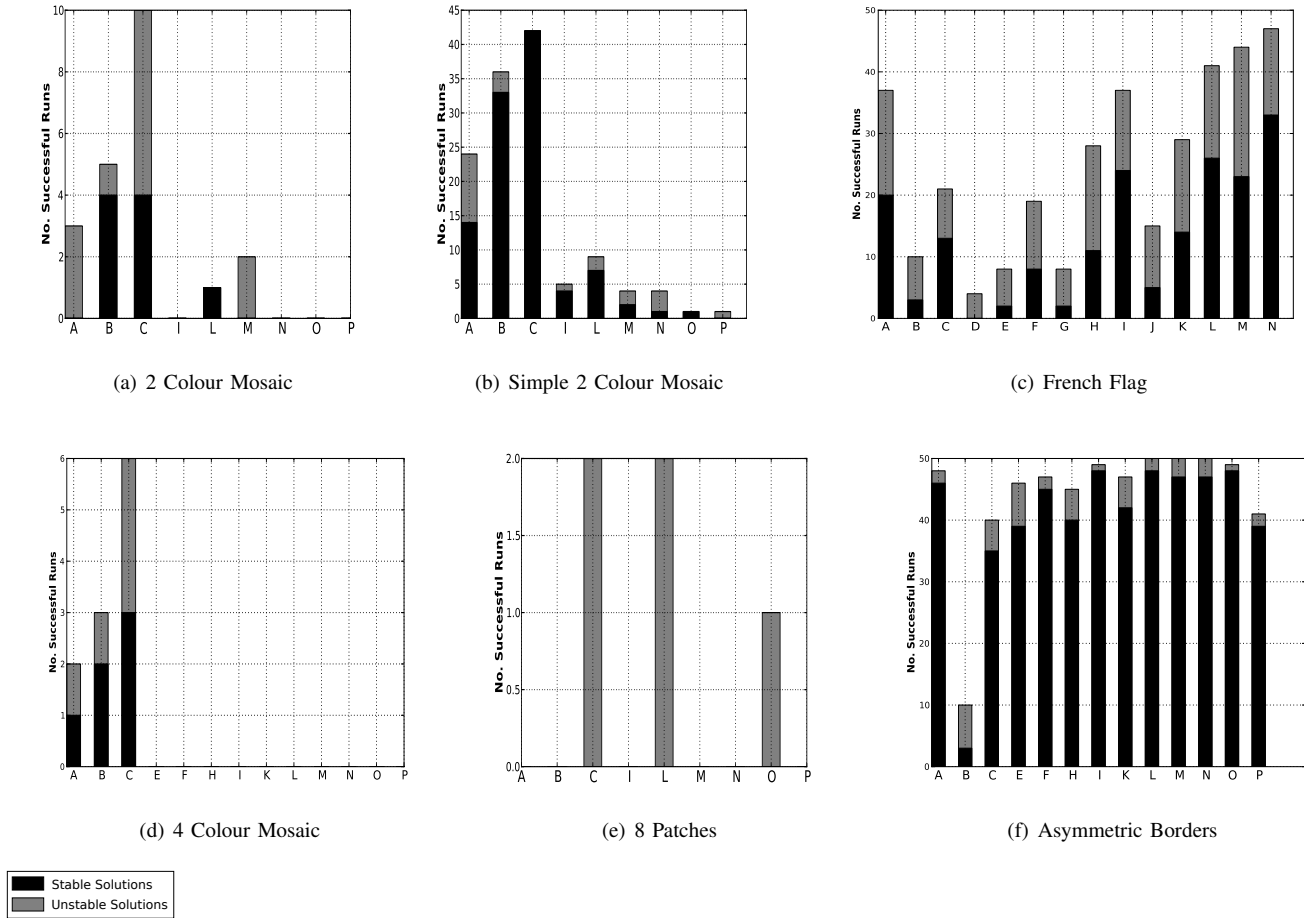 10
8
6
4
2
0
No. Successful Runs
A B C I L M N O P
(a) 2 Colour Mosaic
45
40
35
30
25
20
15
10
5
0
No. Successful Runs
A B C I L M N O P
(b) Simple 2 Colour Mosaic
50
40
30
20
10
0
No. Successful Runs
A B C D E F G H I J K L M N
(c) French Flag
6
5
4
3
2
1
0
No. Successful Runs
A B C E F H I K L M N O P
(d) 4 Colour Mosaic
2.0
1.5
1.0
0.5
0.0
No. Successful Runs
A B C I L M N O P
(e) 8 Patches
50
40
30
20
10
0
No. Successful Runs
A B C E F H I K L M N O P
(f) Asymmetric Borders
Stable Solutions
Unstable Solutions